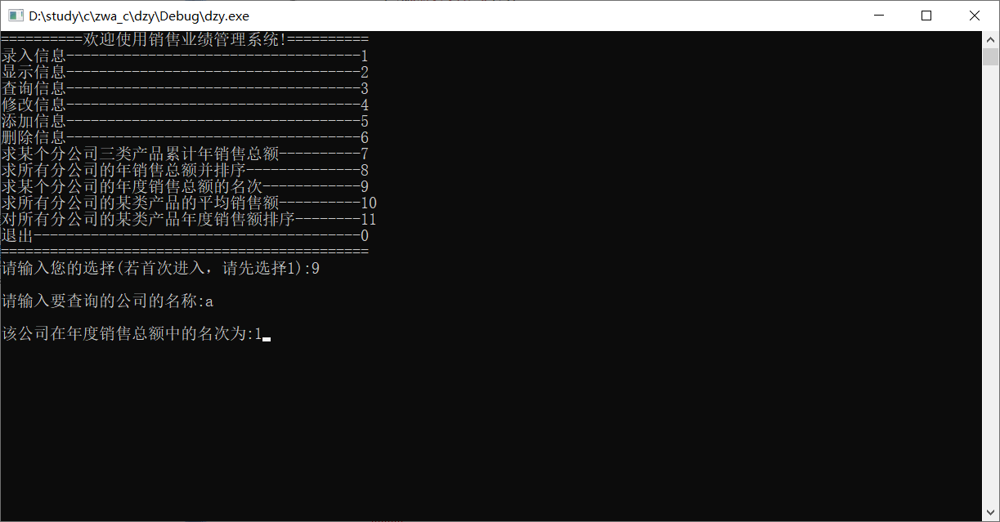 D:\study\c\zwa_c\dzy\Debug\dzy.exe
==========欢迎使用销售业绩管理系统!==========
录入信息------------------------------------1
显示信息------------------------------------2
查询信息------------------------------------3
修改信息------------------------------------4
添加信息------------------------------------5
删除信息------------------------------------6
求某个分公司三类产品累计年销售总额----------7
求所有分公司的年销售总额并排序--------------8
求某个分公司的年度销售总额的名次------------9
求所有分公司的某类产品的平均销售额----------10
对所有分公司的某类产品年度销售额排序--------11
退出----------------------------------------0
=============================================
请输入您的选择(若首次进入，请先选择1):9
请输入要查询的公司的名称:a
该公司在年度销售总额中的名次为:1